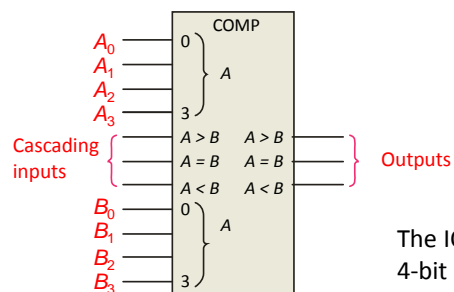 COMP
A₀ 0
A₁
A
A₂
A₃ 3
Cascading inputs
A > B A > B
A = B A = B
Outputs
A < B A < B
B₀ 0
B₁
A
B₂
B₃ 3
The
4-bit